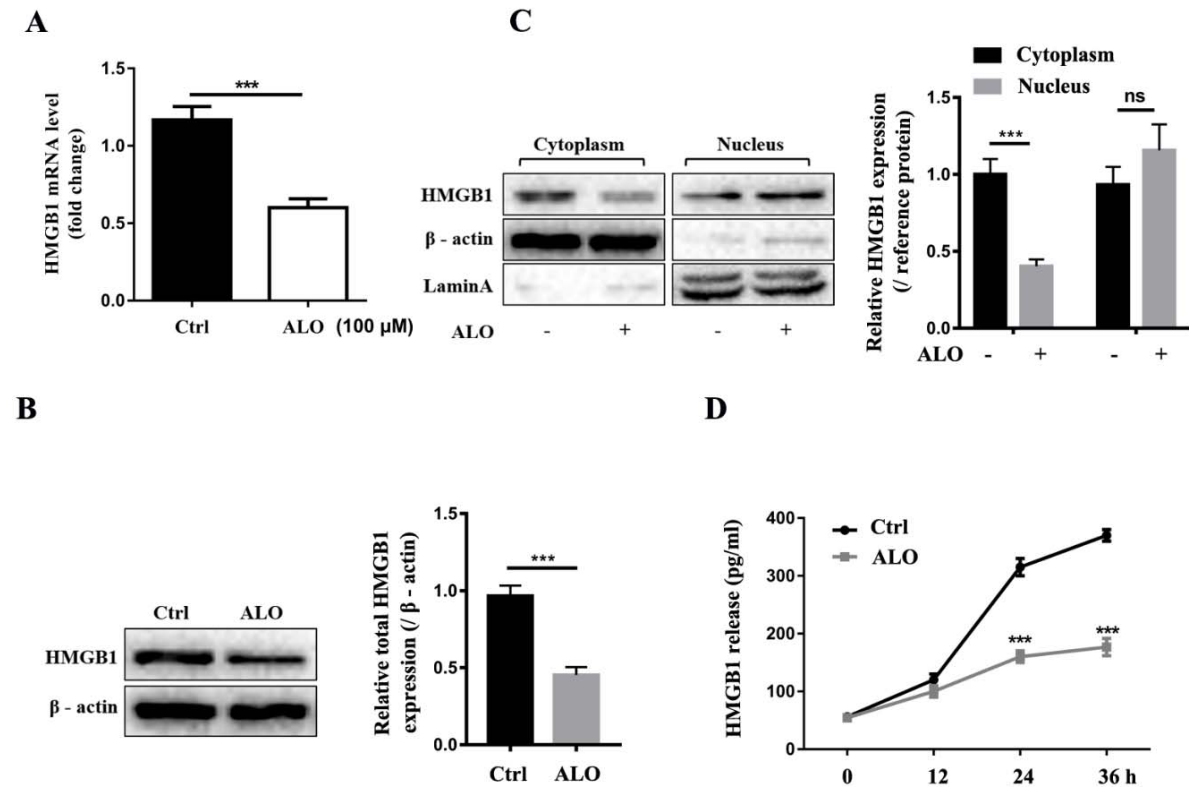 A
HMGB1 mRNA level
(fold change)
1.5
1.0
0.5
0.0
***
Ctrl
ALO (100 μM)
C
Cytoplasm
Nucleus
HMGB1
β - actin
LaminA
ALO
-
+
-
+
Cytoplasm
Nucleus
Relative HMGB1 expression
(/ reference protein)
1.5
1.0
0.5
0.0
***
ns
ALO
-
+
-
+
B
Ctrl
ALO
HMGB1
β - actin
Relative total HMGB1
expression (/ β - actin)
1.5
1.0
0.5
0.0
***
Ctrl
ALO
D
HMGB1 release (pg/ml)
400
300
200
100
0
Ctrl
ALO
***
***
0
12
24
36 h